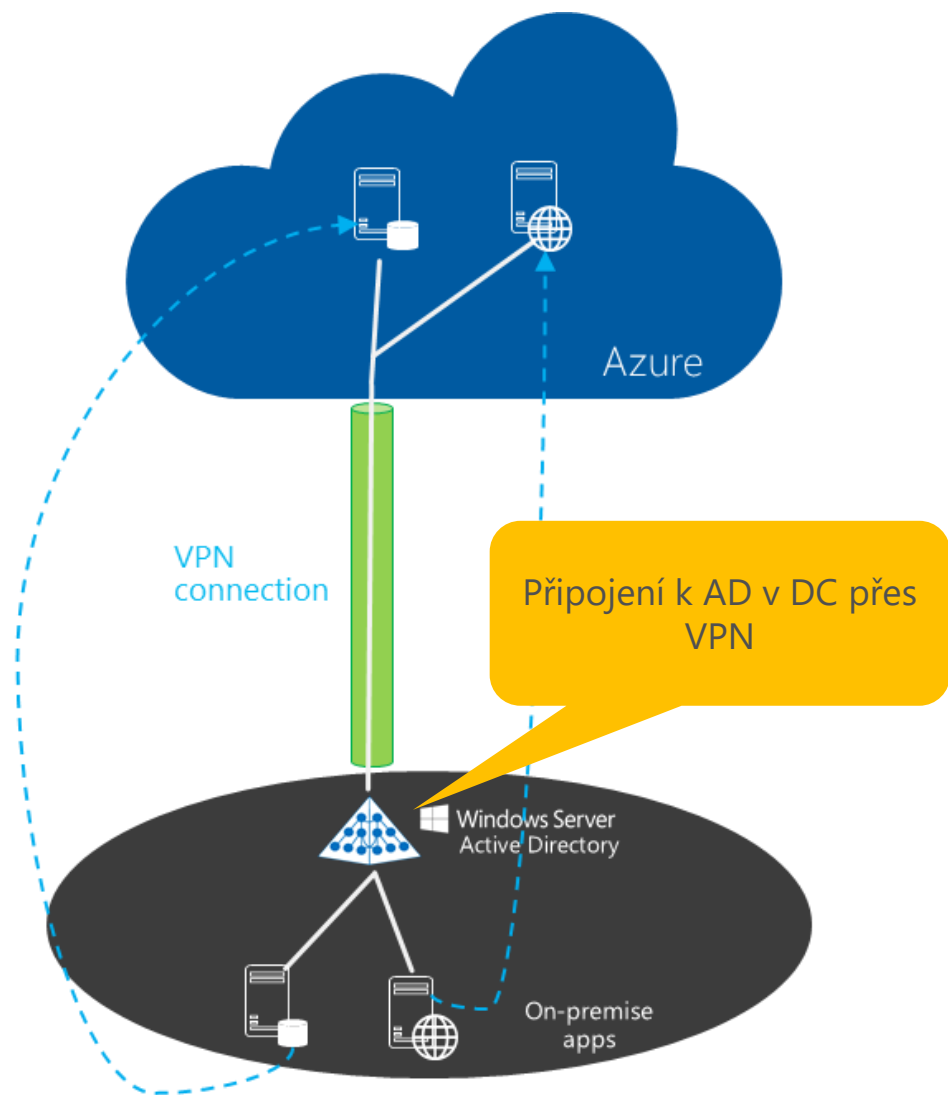 Azure
VPN
connection
Připojení k AD v DC přes
VPN
Windows Server
Active Directory
On-premise
apps